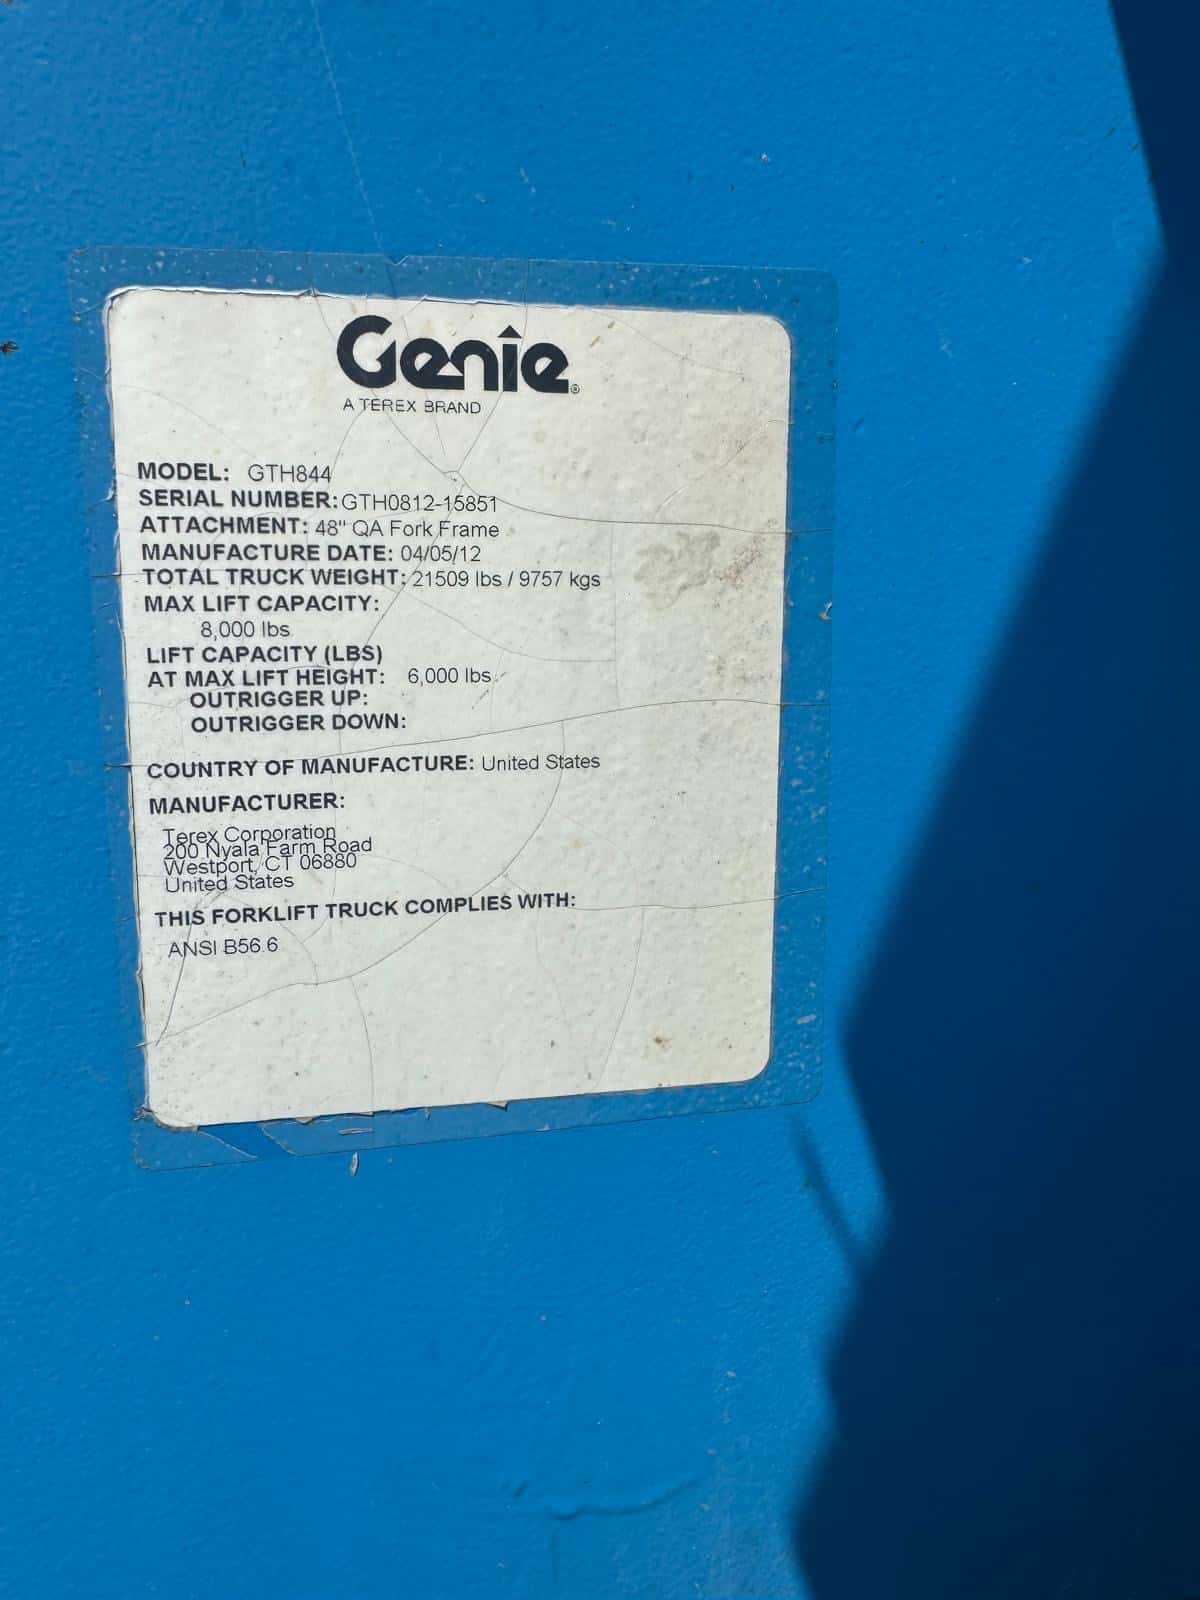 Genie®
A TEREX BRAND
MODEL: GTH844
SERIAL NUMBER: GTH0812-15851
ATTACHMENT: 48" QA Fork Frame
MANUFACTURE DATE: 04/05/12
TOTAL TRUCK WEIGHT: 21509 lbs / 9757 kgs
MAX LIFT CAPACITY:
8,000 lbs
LIFT CAPACITY (LBS)
AT MAX LIFT HEIGHT: 6,000 lbs
OUTRIGGER UP:
OUTRIGGER DOWN:
COUNTRY OF MANUFACTURE: United States
MANUFACTURER:
Terex Corporation
200 Nyala Farm Road
Westport, CT 06880
United States
THIS FORKLIFT TRUCK COMPLIES WITH:
ANSI B56.6